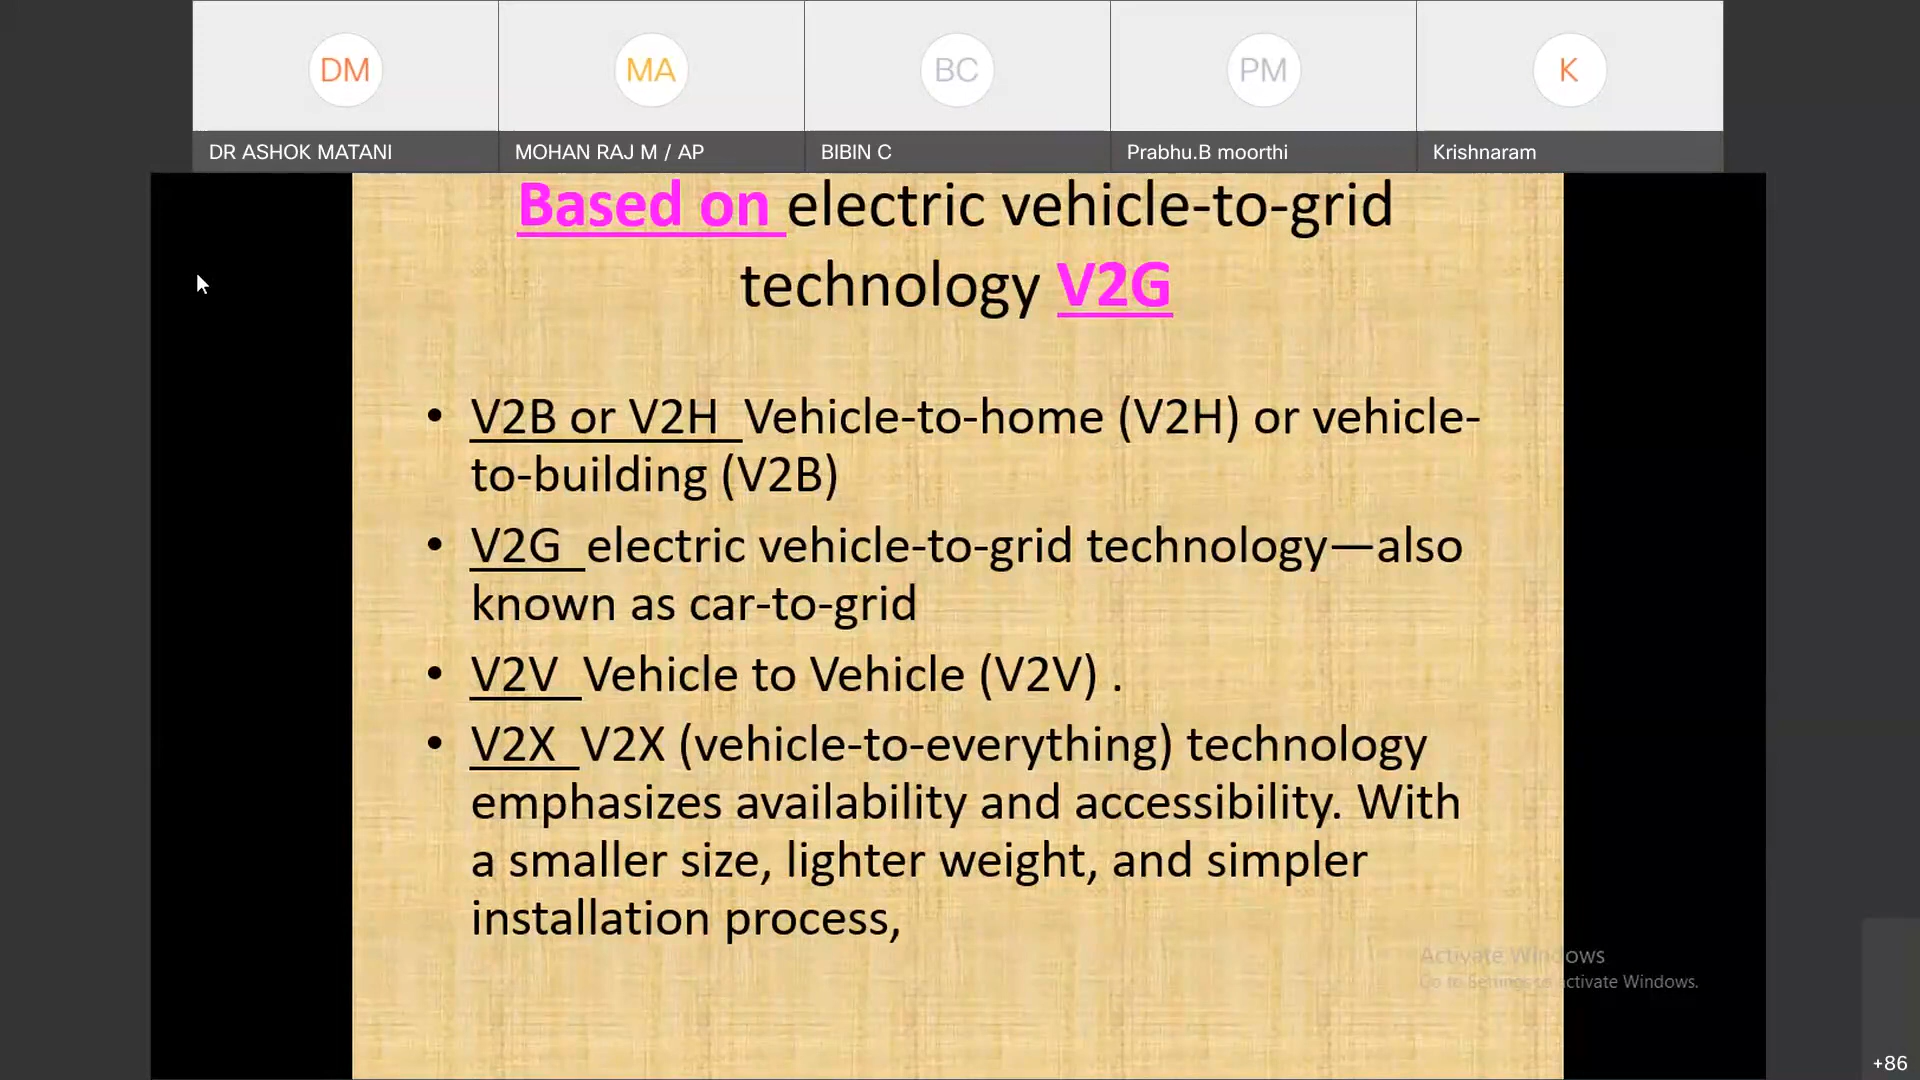 DM MA BC PM K
DR ASHOK MATANI MOHAN RAJ M / AP BIBIN C Prabhu.B moorthi Krishnaram
Based on electric vehicle-to-grid
technology V2G
• V2B or V2H Vehicle-to-home (V2H) or vehicle-
to-building (V2B)
• V2G electric vehicle-to-grid technology—also
known as car-to-grid
• V2V Vehicle to Vehicle (V2V) .
• V2X V2X (vehicle-to-everything) technology
emphasizes availability and accessibility. With
a smaller size, lighter weight, and simpler
installation process,
Activate Windows
Go to Settings to activate Windows.
+86